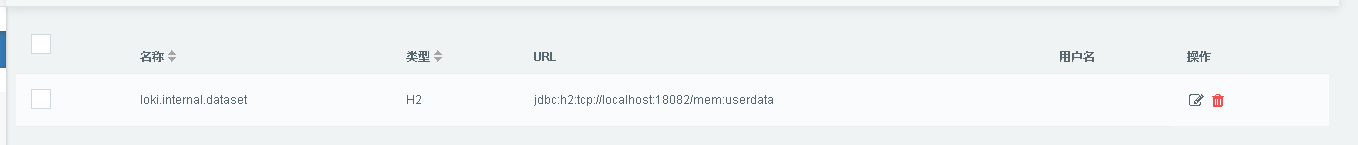 名称 类型 URL 用户名 操作
loki.internal.dataset H2 jdbc:h2:tcp://localhost:18082/mem:userdata